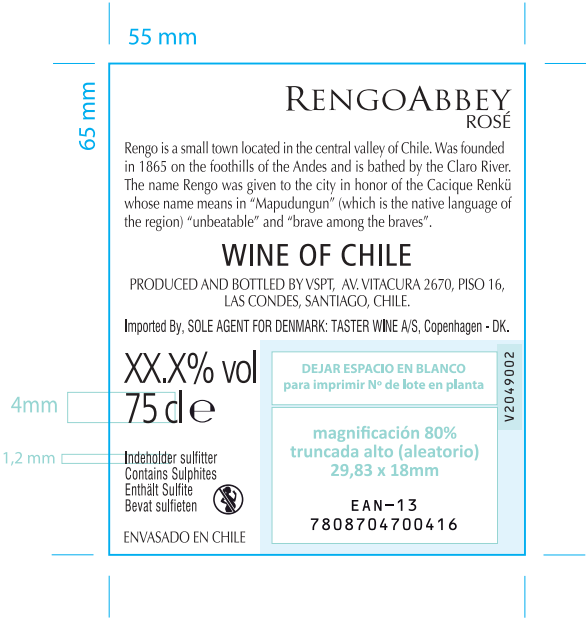 55 mm
65 mm
RENGOABBEY
ROSÉ
Rengo is a small town located in the central valley of Chile. Was founded
in 1865 on the foothills of the Andes and is bathed by the Claro River.
The name Rengo was given to the city in honor of the Cacique Renkü
whose name means in “Mapudungun” (which is the native language of
the region) “unbeatable” and “brave among the braves”.
WINE OF CHILE
PRODUCED AND BOTTLED BY VSPT, AV. VITACURA 2670, PISO 16,
LAS CONDES, SANTIAGO, CHILE.
Imported By, SOLE AGENT FOR DENMARK: TASTER WINE A/S, Copenhagen - DK.
XX.X% vol
4mm
75 cl e
DEJAR ESPACIO EN BLANCO
para imprimir Nº de lote en planta
V2049002
1,2 mm
Indeholder sulfitter
Contains Sulphites
Enthält Sulfite
Bevat sulfieten
ENVASADO EN CHILE
magnificación 80%
truncada alto (aleatorio)
29,83 x 18mm
EAN-13
7808704700416